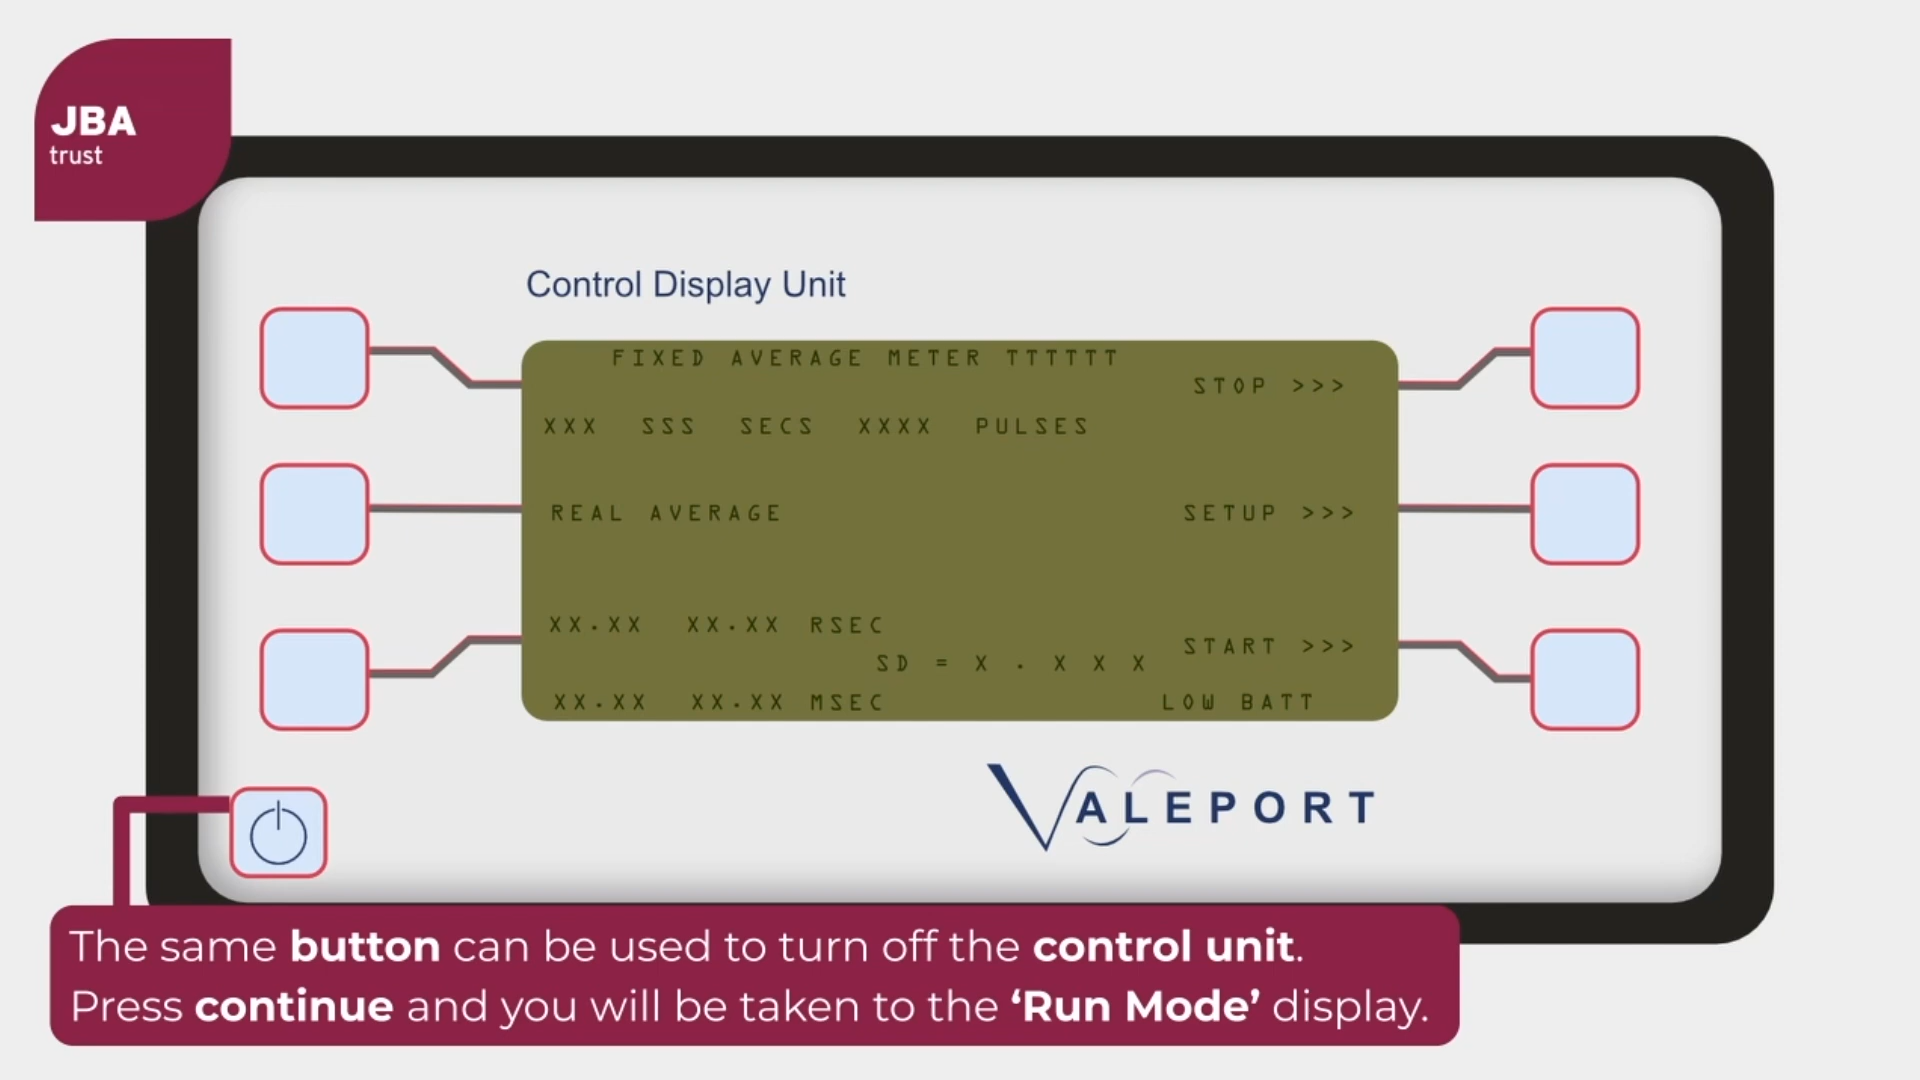 JBA
trust
Control Display Unit
FIXED AVERAGE METER TTTTTT
STOP >>>
XXX SSS SECS XXXX PULSES
REAL AVERAGE
SETUP >>>
XX.XX XX.XX RSEC
START >>>
SD = X . X X X
XX.XX XX.XX MSEC
LOW BATT
VALEPORT
The same button can be used to turn off the control unit.
Press continue and you will be taken to the ‘Run Mode’ display.